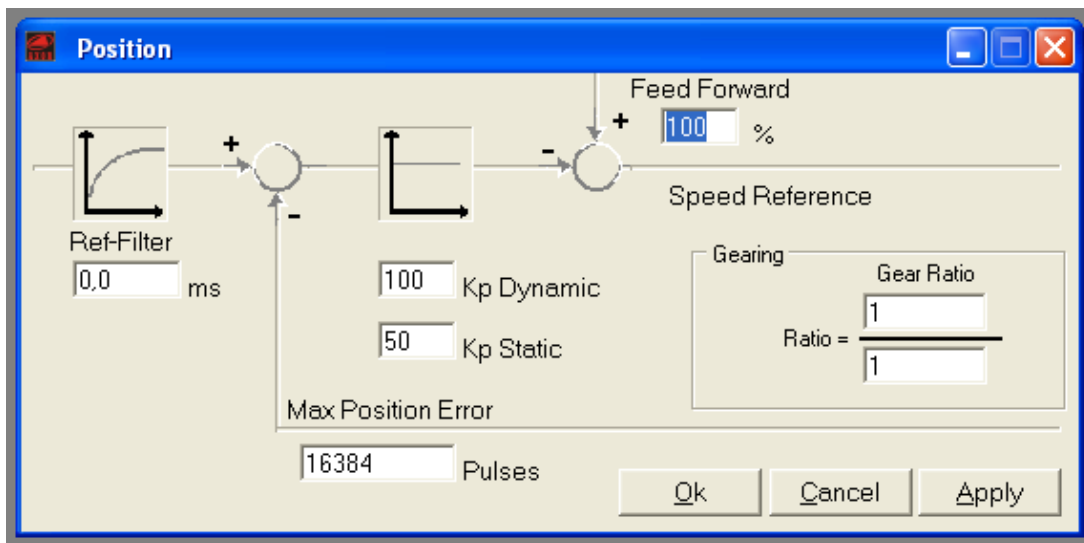 Position
Feed Forward
+ 100 %
+ -
Speed Reference
-
Ref-Filter
0,0 ms
100 Kp Dynamic
50 Kp Static
Gearing
Gear Ratio
1
Ratio =
1
Max Position Error
16384 Pulses
Ok Cancel Apply